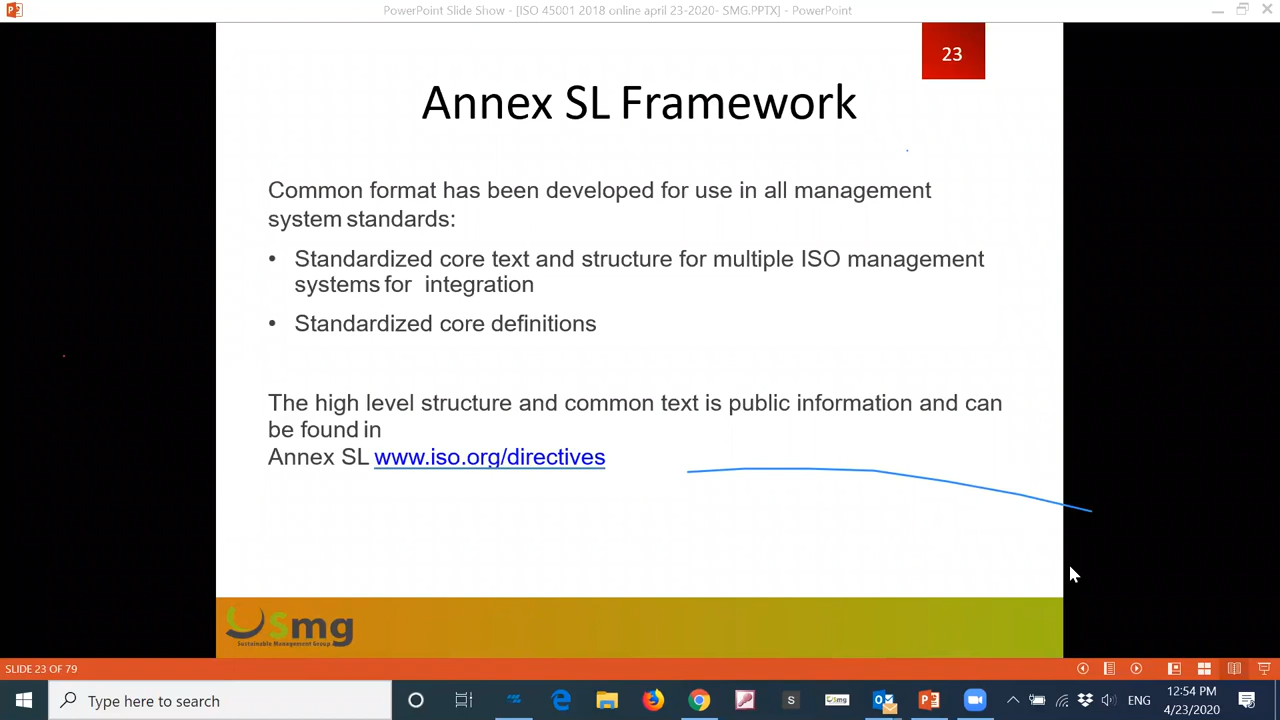 PowerPoint Slide Show - [ISO 45001 2018 online april 23-2020- SMG.PPTX] - PowerPoint
23
Annex SL Framework
Common format has been developed for use in all management
system standards:
• Standardized core text and structure for multiple ISO management
systems for integration
• Standardized core definitions
The high level structure and common text is public information and can
be found in
Annex SL www.iso.org/directives
Smg
Sustainable Management Group
SLIDE 23 OF 79
Type here to search
S
Smg
ENG
12:54 PM
4/23/2020